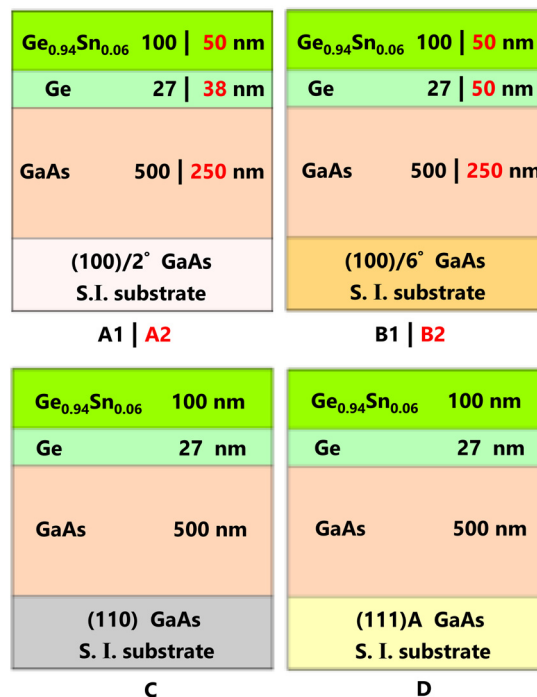 Ge0.94Sn0.06 100 | 50 nm
Ge 27 | 38 nm
GaAs 500 | 250 nm
(100)/2° GaAs
S.I. substrate
A1 | A2
Ge0.94Sn0.06 100 | 50 nm
Ge 27 | 50 nm
GaAs 500 | 250 nm
(100)/6° GaAs
S. I. substrate
B1 | B2
Ge0.94Sn0.06 100 nm
Ge 27 nm
GaAs 500 nm
(110) GaAs
S. I. substrate
C
Ge0.94Sn0.06 100 nm
Ge 27 nm
GaAs 500 nm
(111)A GaAs
S. I. substrate
D